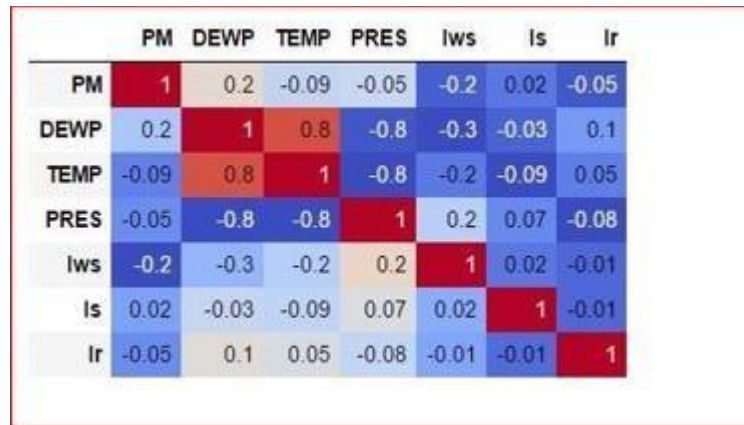 PM DEWP TEMP PRES Iws Is Ir
PM 1 0.2 -0.09 -0.05 -0.2 0.02 -0.05
DEWP 0.2 1 0.8 -0.8 -0.3 -0.03 0.1
TEMP -0.09 0.8 1 -0.8 -0.2 -0.09 0.05
PRES -0.05 -0.8 -0.8 1 0.2 0.07 -0.08
Iws -0.2 -0.3 -0.2 0.2 1 0.02 -0.01
Is 0.02 -0.03 -0.09 0.07 0.02 1 -0.01
Ir -0.05 0.1 0.05 -0.08 -0.01 -0.01 1